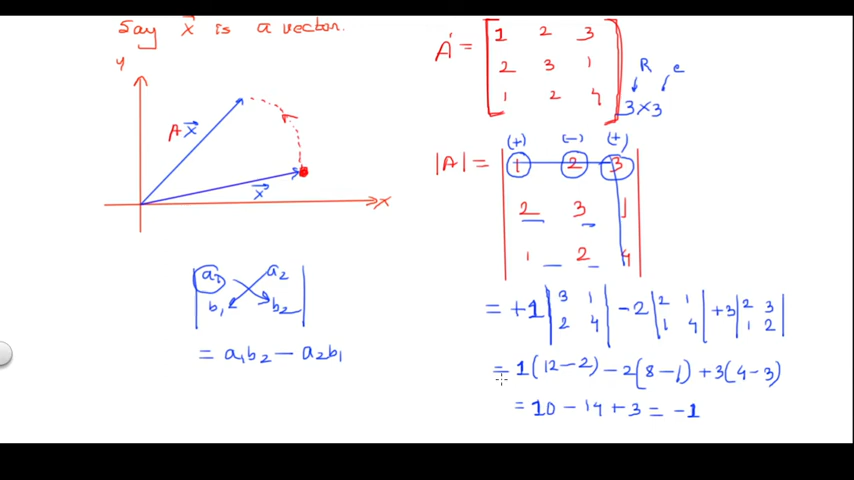 Say x⃗ is a vector.
y
Ax⃗
x⃗
x
a₁ a₂
b₁ b₂
= a₁b₂ - a₂b₁
A = [
1 2 3
2 3 1
1 2 4
]
R c
3×3
(+) (-) (+)
|A| = |
1 2 3
2 3 1
1 2 4
|
= +1 |3 1; 2 4| -2 |2 1; 1 4| +3 |2 3; 1 2|
= 1(12-2) - 2(8-1) + 3(4-3)
= 10 - 14 + 3 = -1